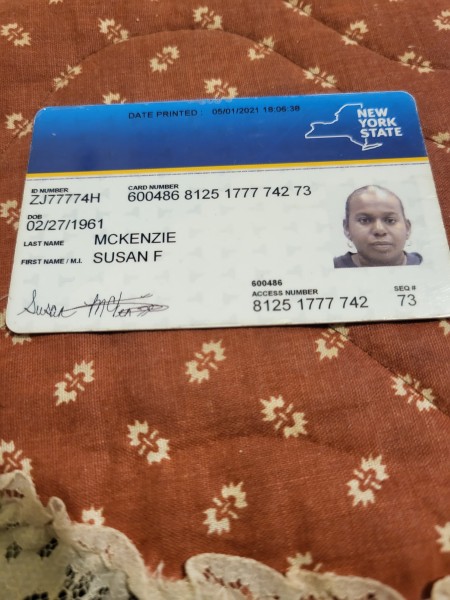 DATE PRINTED : 05/01/2021 18:06:38
NEW
YORK
STATE
ID NUMBER
ZJ77774H
CARD NUMBER
600486 8125 1777 742 73
DOB
02/27/1961
LAST NAME MCKENZIE
FIRST NAME / M.I. SUSAN F
Susan McKenzie
600486
ACCESS NUMBER
8125 1777 742
SEQ #
73